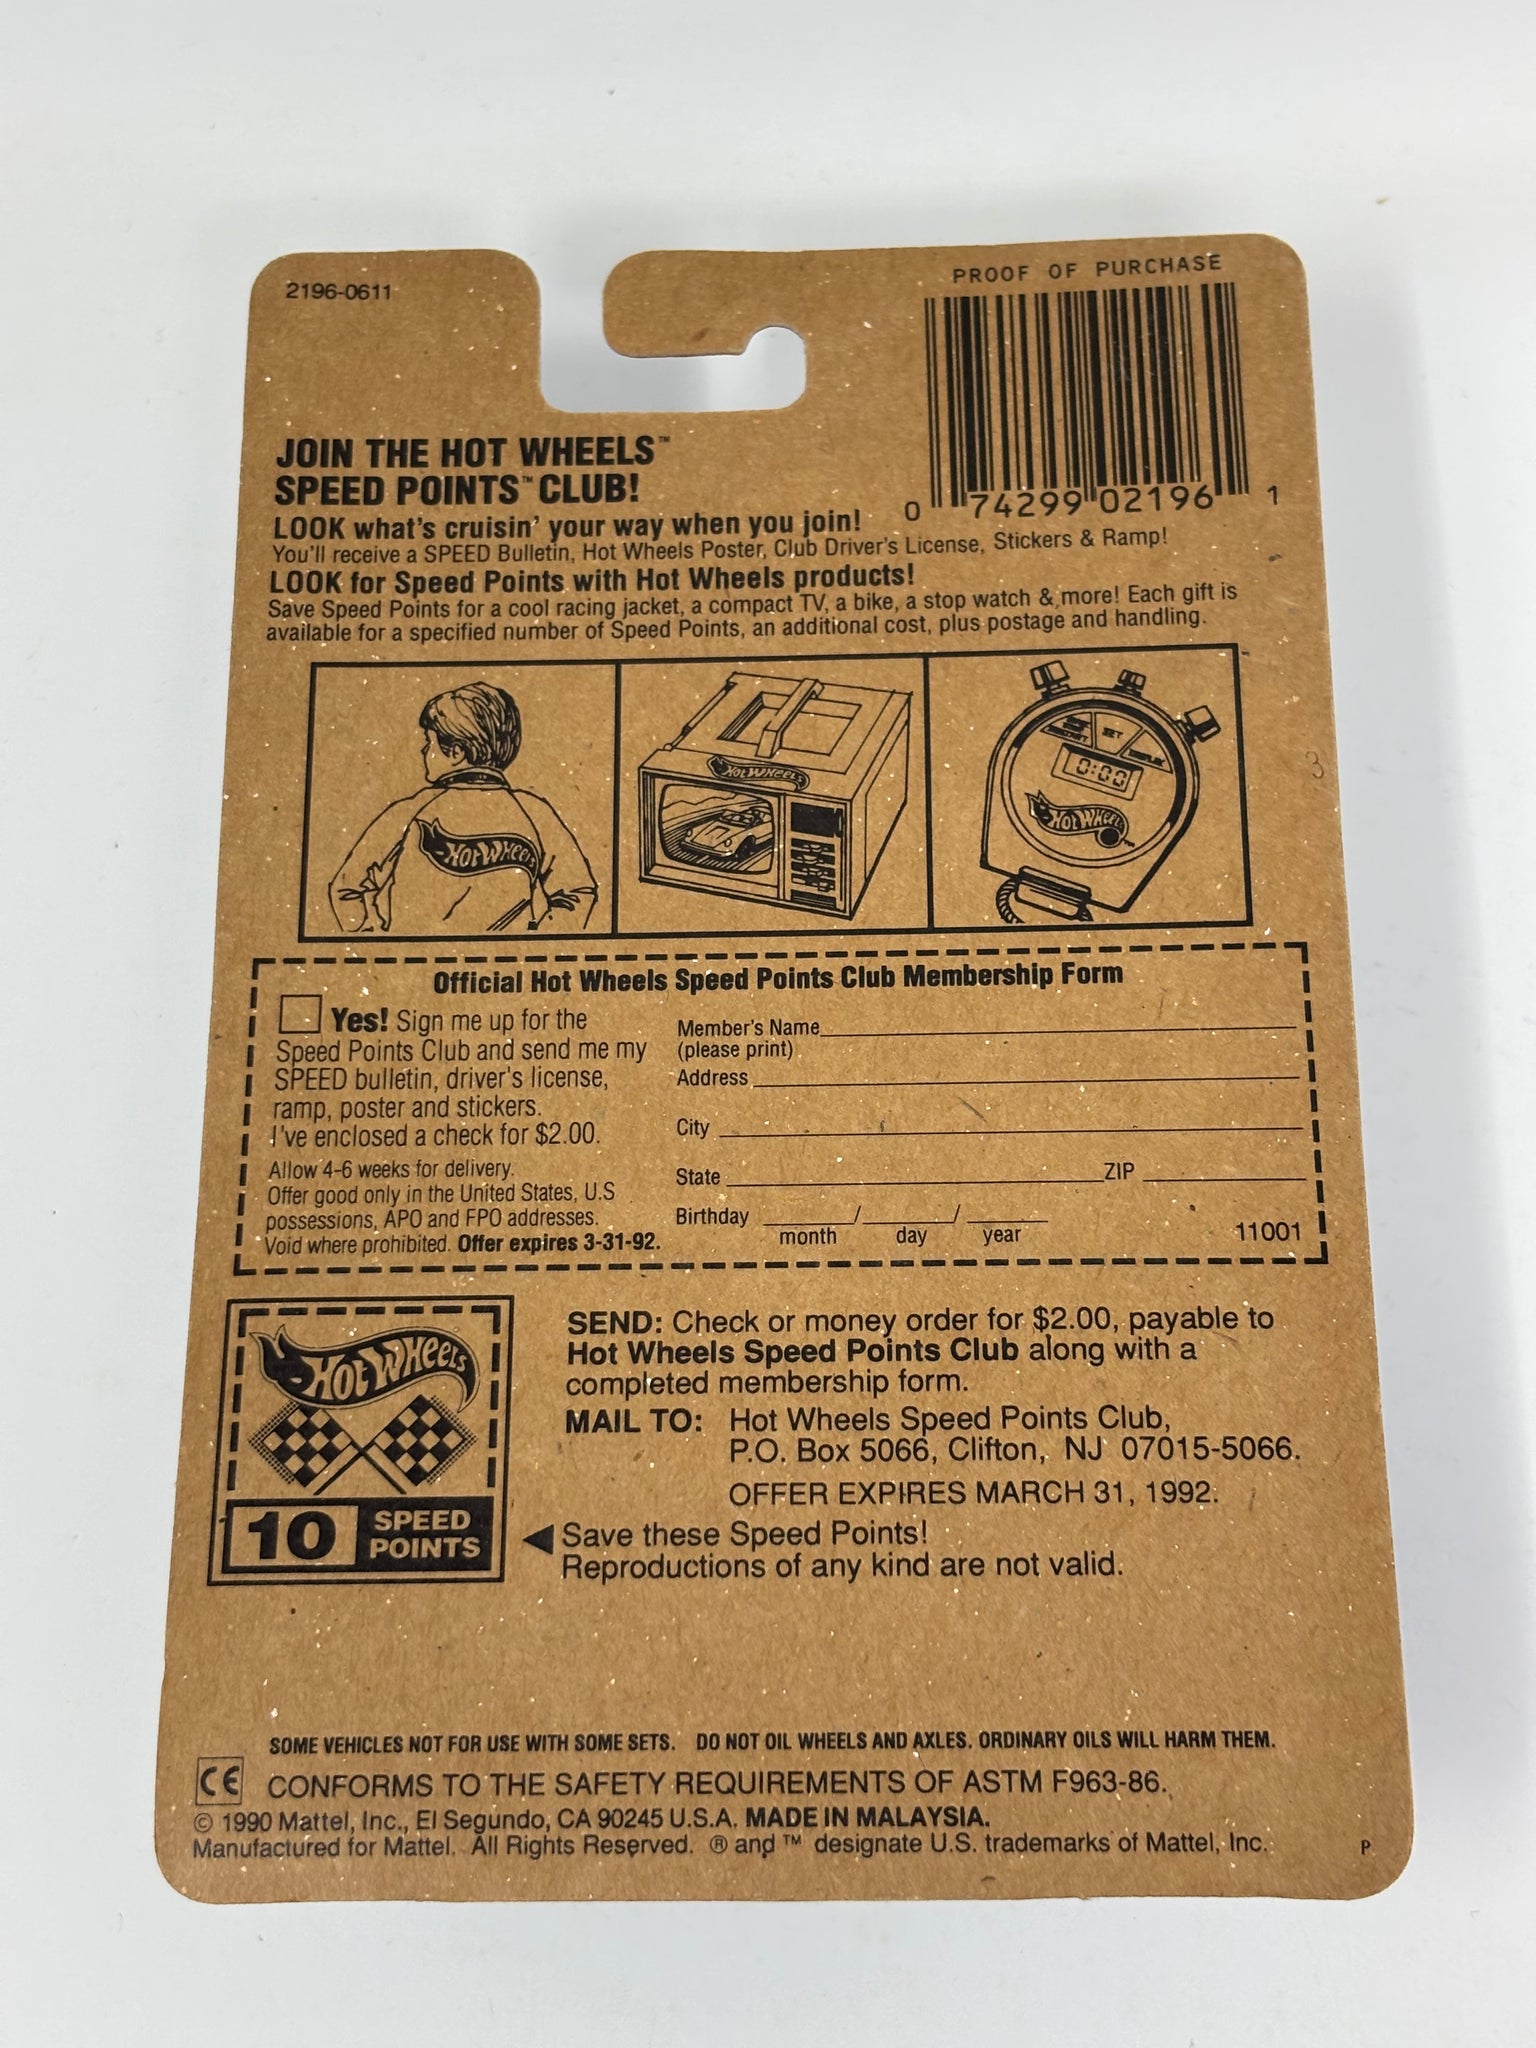 2196-0611
PROOF OF PURCHASE
0 74299 02196 1
JOIN THE HOT WHEELS™
SPEED POINTS™ CLUB!
LOOK what's cruisin' your way when you join!
You'll receive a SPEED Bulletin, Hot Wheels Poster, Club Driver's License, Stickers & Ramp!
LOOK for Speed Points with Hot Wheels products!
Save Speed Points for a cool racing jacket, a compact TV, a bike, a stop watch & more! Each gift is
available for a specified number of Speed Points, an additional cost, plus postage and handling.
HOT WHEELS
HOT WHEELS
SET
0:00
HOT WHEELS
3
Official Hot Wheels Speed Points Club Membership Form
Yes! Sign me up for the
Speed Points Club and send me my
SPEED bulletin, driver's license,
ramp, poster and stickers.
I've enclosed a check for $2.00.
Allow 4-6 weeks for delivery.
Offer good only in the United States, U.S
possessions, APO and FPO addresses.
Void where prohibited. Offer expires 3-31-92.
Member's Name
(please print)
Address
City
State ZIP
Birthday / /
month day year
11001
HOT WHEELS
10 SPEED
POINTS
SEND: Check or money order for $2.00, payable to
Hot Wheels Speed Points Club along with a
completed membership form.
MAIL TO: Hot Wheels Speed Points Club,
P.O. Box 5066, Clifton, NJ 07015-5066.
OFFER EXPIRES MARCH 31, 1992.
Save these Speed Points!
Reproductions of any kind are not valid.
SOME VEHICLES NOT FOR USE WITH SOME SETS. DO NOT OIL WHEELS AND AXLES. ORDINARY OILS WILL HARM THEM.
CE CONFORMS TO THE SAFETY REQUIREMENTS OF ASTM F963-86.
© 1990 Mattel, Inc., El Segundo, CA 90245 U.S.A. MADE IN MALAYSIA.
Manufactured for Mattel. All Rights Reserved. ® and ™ designate U.S. trademarks of Mattel, Inc.
P